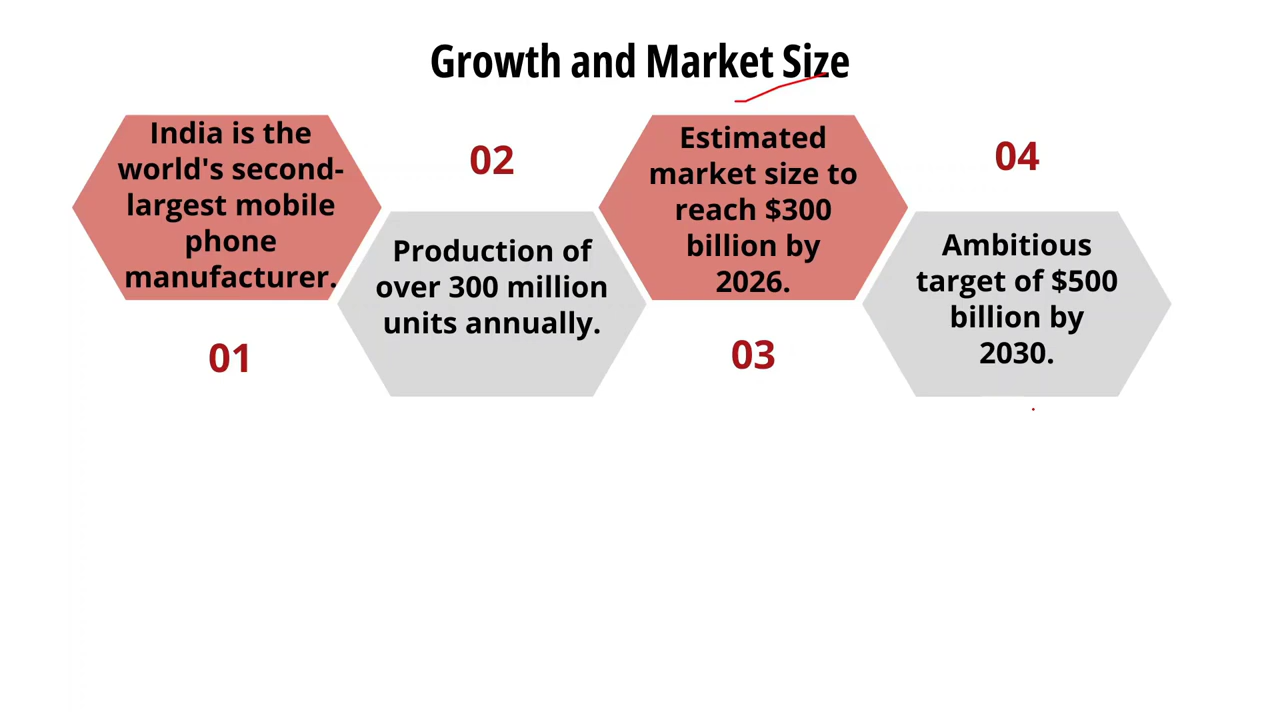 Growth and Market Size
India is the
world's second-
largest mobile
phone
manufacturer.
01
02
Production of
over 300 million
units annually.
Estimated
market size to
reach $300
billion by
2026.
03
04
Ambitious
target of $500
billion by
2030.